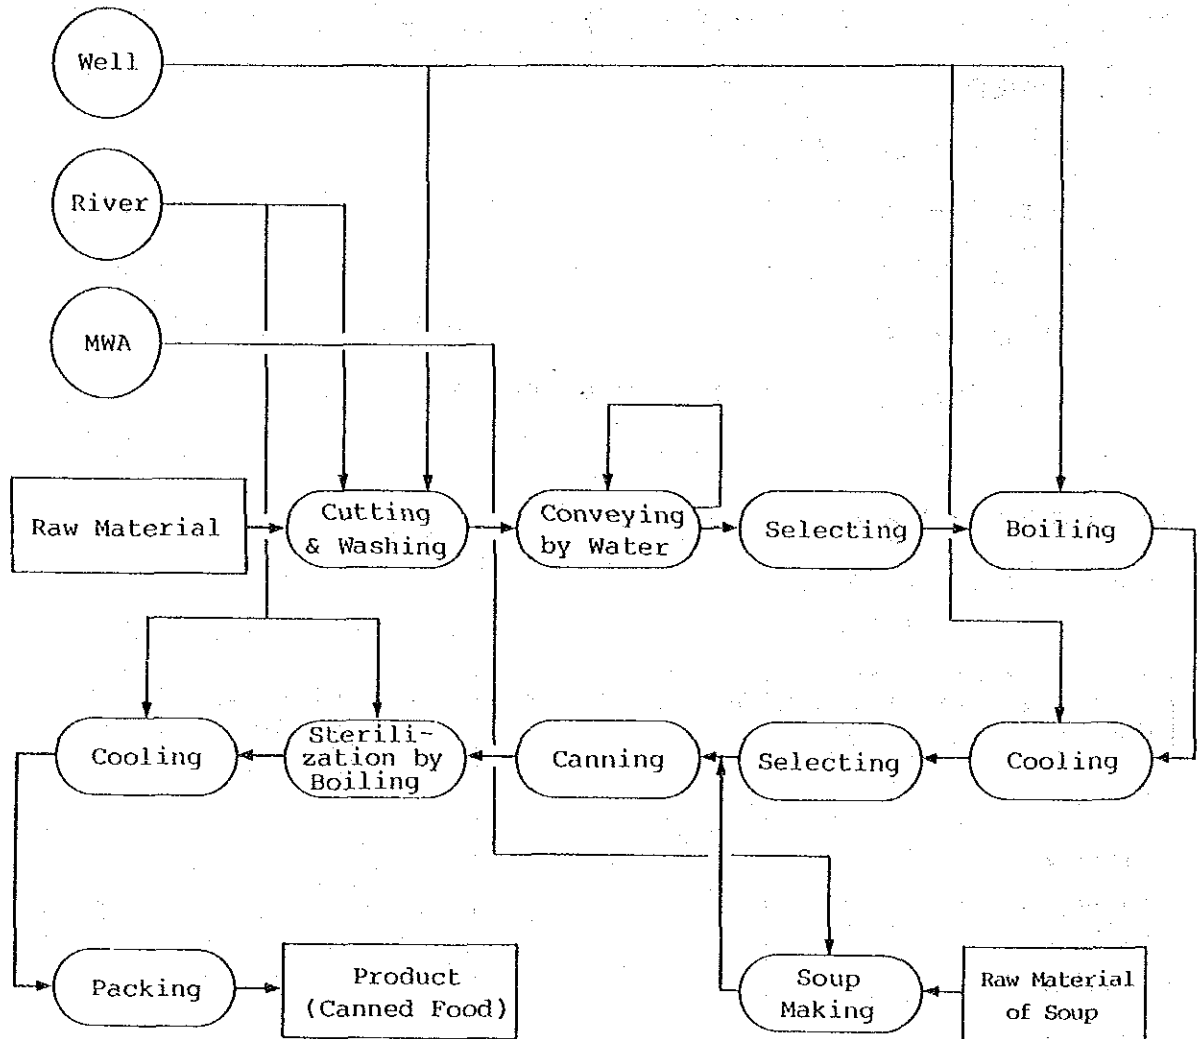 Well
River
MWA
Raw Material
Cutting
& Washing
Conveying
by Water
Selecting
Boiling
Cooling
Sterili-
zation by
Boiling
Canning
Selecting
Cooling
Packing
Product
(Canned Food)
Soup
Making
Raw Material
of Soup